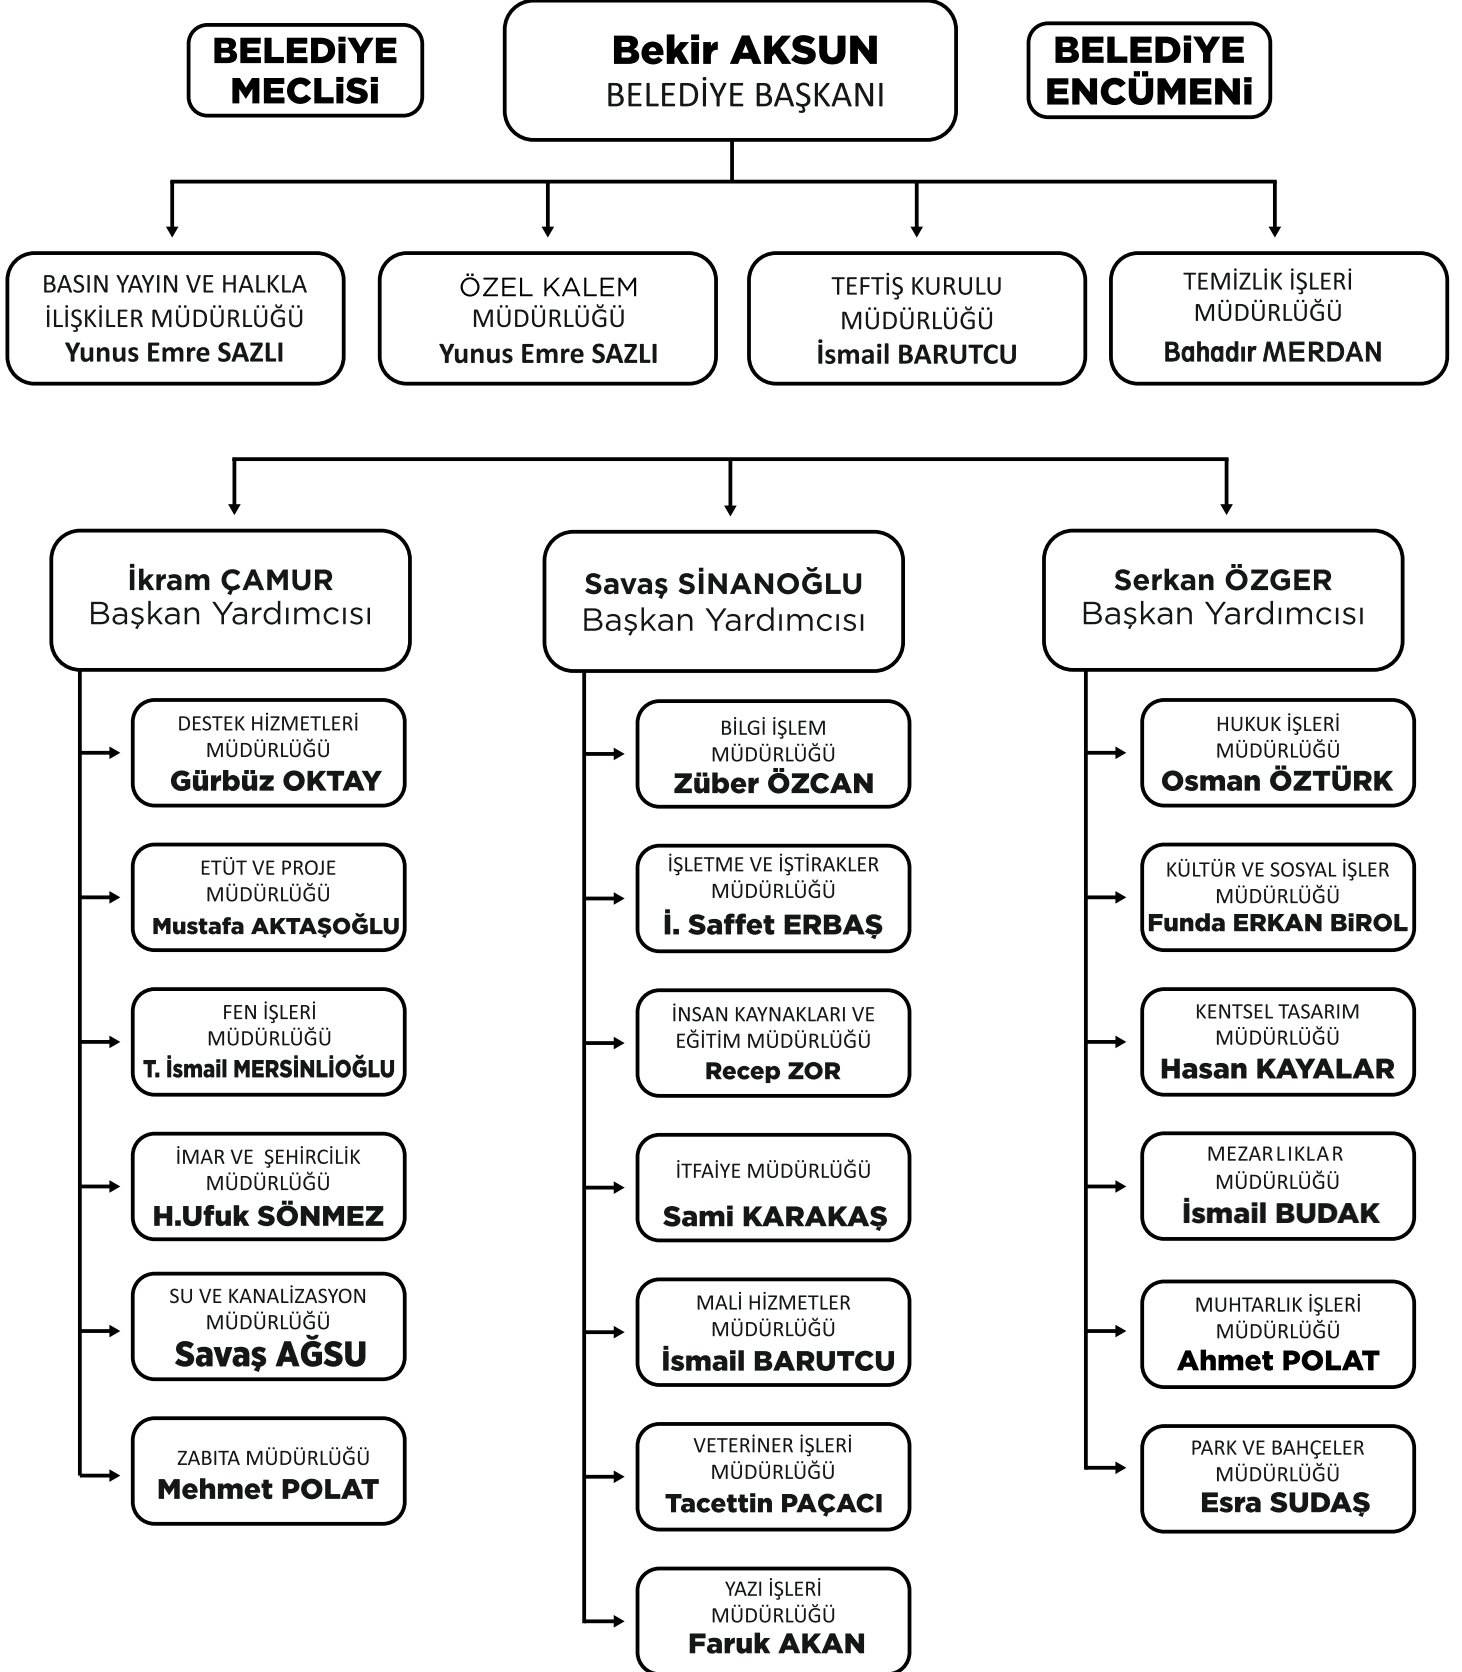 BELEDiYE
MECLiSi
Bekir AKSUN
BELEDİYE BAŞKANI
BELEDiYE
ENCÜMENi
BASIN YAYIN VE HALKLA
İLİŞKİLER MÜDÜRLÜĞÜ
Yunus Emre SAZLI
ÖZEL KALEM
MÜDÜRLÜĞÜ
Yunus Emre SAZLI
TEFTİŞ KURULU
MÜDÜRLÜĞÜ
İsmail BARUTCU
TEMİZLİK İŞLERİ
MÜDÜRLÜĞÜ
Bahadır MERDAN
İkram ÇAMUR
Başkan Yardımcısı
DESTEK HİZMETLERİ
MÜDÜRLÜĞÜ
Gürbüz OKTAY
ETÜT VE PROJE
MÜDÜRLÜĞÜ
Mustafa AKTAŞOĞLU
FEN İŞLERİ
MÜDÜRLÜĞÜ
T. İsmail MERSİNLİOĞLU
İMAR VE ŞEHİRCİLİK
MÜDÜRLÜĞÜ
H.Ufuk SÖNMEZ
SU VE KANALİZASYON
MÜDÜRLÜĞÜ
Savaş AĞSU
ZABITA MÜDÜRLÜĞÜ
Mehmet POLAT
Savaş SİNANOĞLU
Başkan Yardımcısı
BİLGİ İŞLEM
MÜDÜRLÜĞÜ
Züber ÖZCAN
İŞLETME VE İŞTİRAKLER
MÜDÜRLÜĞÜ
İ. Saffet ERBAŞ
İNSAN KAYNAKLARI VE
EĞİTİM MÜDÜRLÜĞÜ
Recep ZOR
İTFAİYE MÜDÜRLÜĞÜ
Sami KARAKAŞ
MALİ HİZMETLER
MÜDÜRLÜĞÜ
İsmail BARUTCU
VETERİNER İŞLERİ
MÜDÜRLÜĞÜ
Tacettin PAÇACI
YAZI İŞLERİ
MÜDÜRLÜĞÜ
Faruk AKAN
Serkan ÖZGER
Başkan Yardımcısı
HUKUK İŞLERİ
MÜDÜRLÜĞÜ
Osman ÖZTÜRK
KÜLTÜR VE SOSYAL İŞLER
MÜDÜRLÜĞÜ
Funda ERKAN BiROL
KENTSEL TASARIM
MÜDÜRLÜĞÜ
Hasan KAYALAR
MEZARLIKLAR
MÜDÜRLÜĞÜ
İsmail BUDAK
MUHTARLIK İŞLERİ
MÜDÜRLÜĞÜ
Ahmet POLAT
PARK VE BAHÇELER
MÜDÜRLÜĞÜ
Esra SUDAŞ